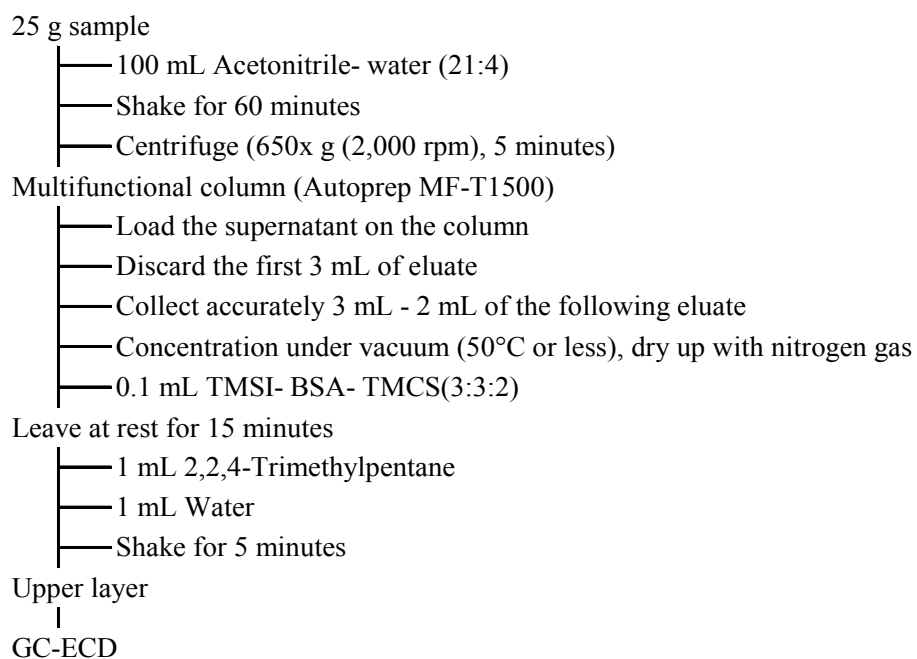 25 g sample
100 mL Acetonitrile- water (21:4)
Shake for 60 minutes
Centrifuge (650x g (2,000 rpm), 5 minutes)
Multifunctional column (Autoprep MF-T1500)
Load the supernatant on the column
Discard the first 3 mL of eluate
Collect accurately 3 mL - 2 mL of the following eluate
Concentration under vacuum (50°C or less), dry up with nitrogen gas
0.1 mL TMSI- BSA- TMCS(3:3:2)
Leave at rest for 15 minutes
1 mL 2,2,4-Trimethylpentane
1 mL Water
Shake for 5 minutes
Upper layer
GC-ECD